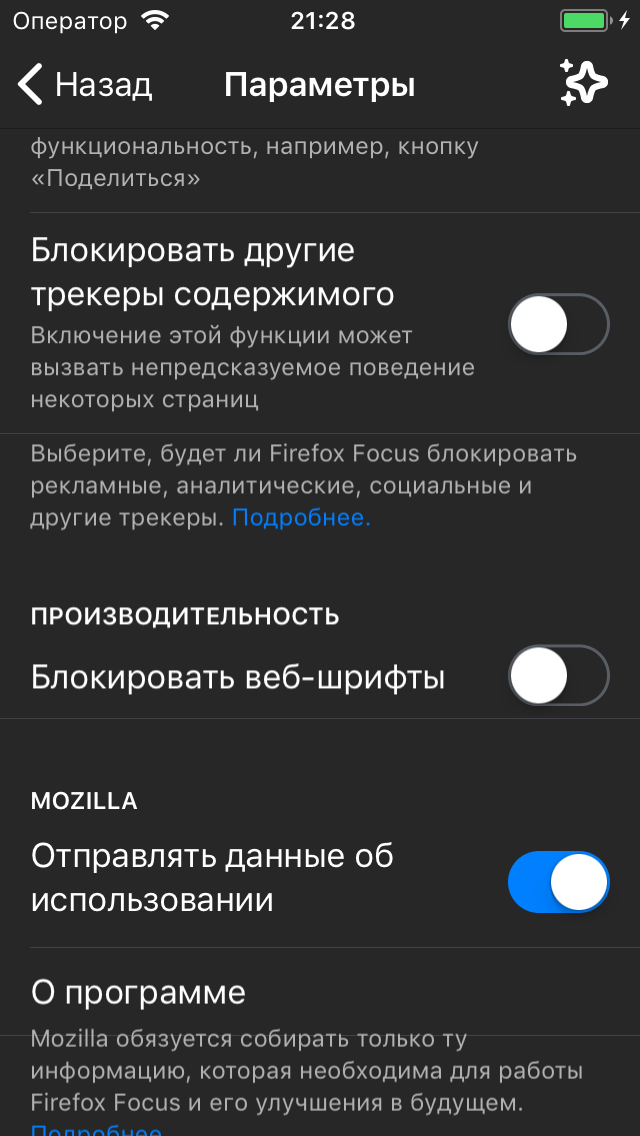 Оператор 21:28
Назад Параметры
функциональность, например, кнопку
«Поделиться»
Блокировать другие
трекеры содержимого
Включение этой функции может
вызвать непредсказуемое поведение
некоторых страниц
Выберите, будет ли Firefox Focus блокировать
рекламные, аналитические, социальные и
другие трекеры. Подробнее.
ПРОИЗВОДИТЕЛЬНОСТЬ
Блокировать веб-шрифты
MOZILLA
Отправлять данные об
использовании
О программе
Mozilla обязуется собирать только ту
информацию, которая необходима для работы
Firefox Focus и его улучшения в будущем.
Подробнее